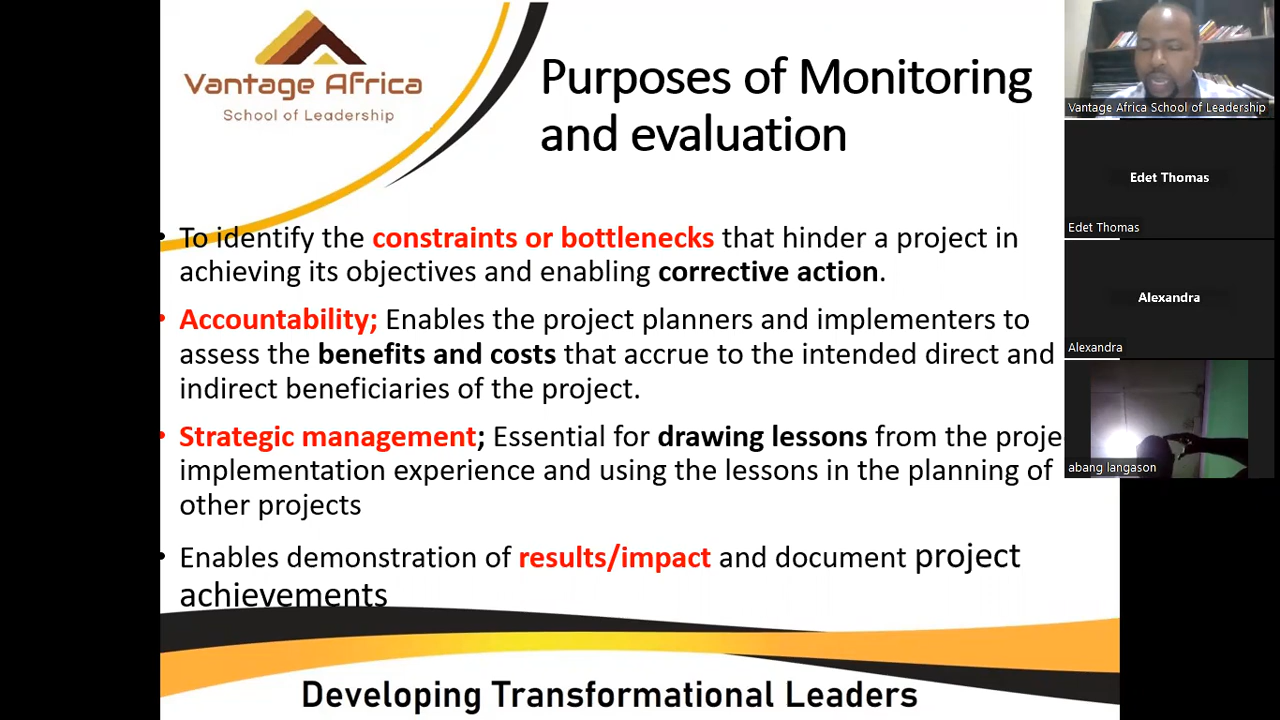 Vantage Africa
School of Leadership
Purposes of Monitoring
and evaluation
• To identify the constraints or bottlenecks that hinder a project in
achieving its objectives and enabling corrective action.
• Accountability; Enables the project planners and implementers to
assess the benefits and costs that accrue to the intended direct and
indirect beneficiaries of the project.
• Strategic management; Essential for drawing lessons from the proje
implementation experience and using the lessons in the planning of
other projects
• Enables demonstration of results/impact and document project
achievements
Developing Transformational Leaders
Vantage Africa School of Leadership
Edet Thomas
Edet Thomas
Alexandra
Alexandra
abang langason